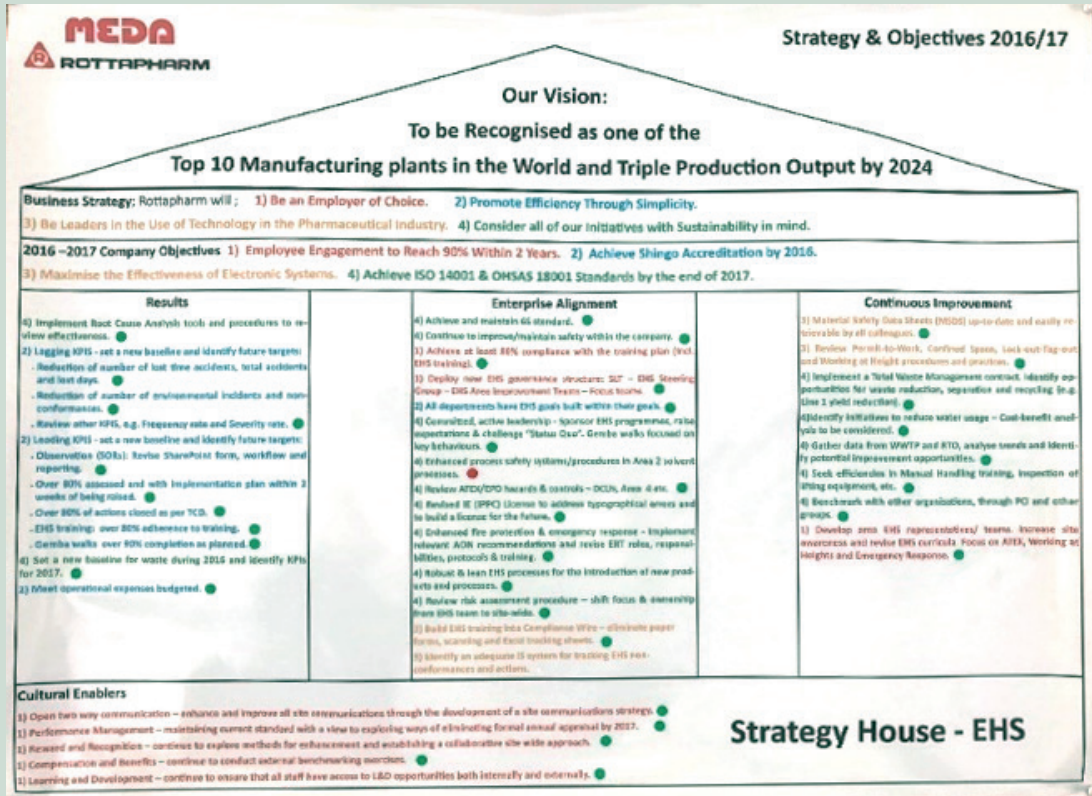 MEDA
ROTTAPHARM
Strategy & Objectives 2016/17
Our Vision:
To be Recognised as one of the
Top 10 Manufacturing plants in the World and Triple Production Output by 2024
Business Strategy: Rottapharm will ; 1) Be an Employer of Choice. 2) Promote Efficiency Through Simplicity.
3) Be Leaders in the Use of Technology in the Pharmaceutical Industry. 4) Consider all of our Initiatives with Sustainability in mind.
2016 –2017 Company Objectives 1) Employee Engagement to Reach 90% Within 2 Years. 2) Achieve Shingo Accreditation by 2016.
3) Maximise the Effectiveness of Electronic Systems. 4) Achieve ISO 14001 & OHSAS 18001 Standards by the end of 2017.
Results
4) Implement Root Cause Analysis tools and procedures to re-
view effectiveness.
2) Lagging KPIS - set a new baseline and identify future targets:
- Reduction of number of lost time accidents, total accidents
and lost days.
- Reduction of number of environmental incidents and non-
conformances.
- Review other KPIS, e.g. Frequency rate and Severity rate.
2) Leading KPIS - set a new baseline and identify future targets:
- Observation (SORs): Revise SharePoint form, workflow and
reporting.
- Over 80% assessed and with implementation plan within 2
weeks of being raised.
- Over 80% of actions closed as per TCD.
- EHS training: over 80% adherence to training.
- Gemba walks over 90% completion as planned.
4) Set a new baseline for waste during 2016 and identify KPIs
for 2017.
2) Meet operational expenses budgeted.
Enterprise Alignment
4) Achieve and maintain 6S standard.
4) Continue to improve/maintain safety within the company.
1) Achieve at least 80% compliance with the training plan (incl.
EHS training).
1) Deploy new EHS governance structure: SLT – EHS Steering
Group – EHS Area Improvement Teams – Focus teams.
2) All departments have EHS goals built within their goals.
4) Committed, active leadership - Sponsor EHS programmes, raise
expectations & challenge "Status Quo". Gemba walks focused on
key behaviours.
4) Enhanced process safety systems/procedures in Area 2 solvent
processes.
4) Review ATEX/EPD hazards & controls – DCUs, Area 4 etc.
4) Revised IE (IPPC) License to address typographical errors and
to build a license for the future.
4) Enhanced fire protection & emergency response – Implement
relevant AON recommendations and revise ERT roles, responsi-
bilities, protocols & training.
4) Robust & lean EHS processes for the introduction of new prod-
ucts and processes.
4) Review risk assessment procedure – shift focus & ownership
from EHS team to site-wide.
3) Build EHS training into Compliance Wire – eliminate paper
forms, scanning and Excel tracking sheets.
3) Identify an adequate IS system for tracking EHS non-
conformances and actions.
Continuous Improvement
3) Material Safety Data Sheets (MSDS) up-to-date and easily re-
trievable by all colleagues.
3) Review Permit-to-Work, Confined Space, Lock-out-Tag-out
and Working at Height procedures and practices.
4) Implement a Total Waste Management contract. Identify op-
portunities for waste reduction, separation and recycling (e.g.
Line 1 yield reduction).
4)Identify initiatives to reduce water usage – Cost-benefit anal-
ysis to be considered.
4) Gather data from WWTP and RTO, analyse trends and identi-
fy potential improvement opportunities.
4) Seek efficiencies in Manual Handling training, inspection of
lifting equipment, etc.
4) Benchmark with other organisations, through PCI and other
groups.
1) Develop area EHS representatives/ teams. Increase site
awareness and revise EHS curricula. Focus on ATEX, Working at
Heights and Emergency Response.
Cultural Enablers
1) Open two way communication – enhance and improve all site communications through the development of a site communications strategy.
1) Performance Management – maintaining current standard with a view to exploring ways of eliminating formal annual appraisal by 2017.
1) Reward and Recognition – continue to explore methods for enhancement and establishing a collaborative site wide approach.
1) Compensation and Benefits – continue to conduct external benchmarking exercises.
1) Learning and Development – continue to ensure that all staff have access to L&D opportunities both internally and externally.
Strategy House - EHS